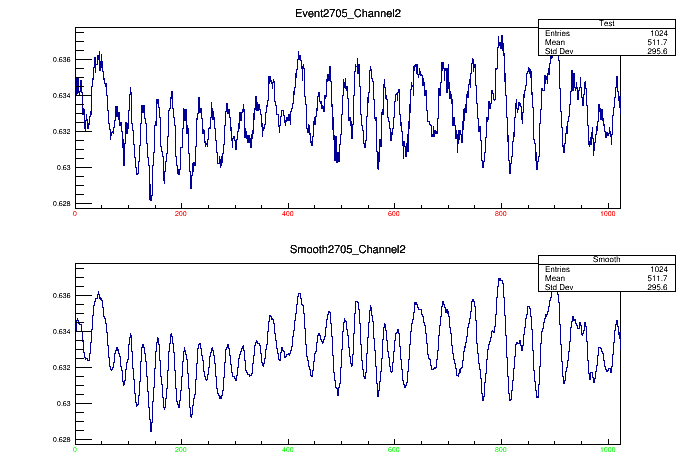 Event2705_Channel2
Test
Entries 1024
Mean 511.7
Std Dev 295.6
0.636
0.634
0.632
0.63
0.628
0 200 400 600 800 1000
Smooth2705_Channel2
Smooth
Entries 1024
Mean 511.7
Std Dev 295.6
0.636
0.634
0.632
0.63
0.628
0 200 400 600 800 1000